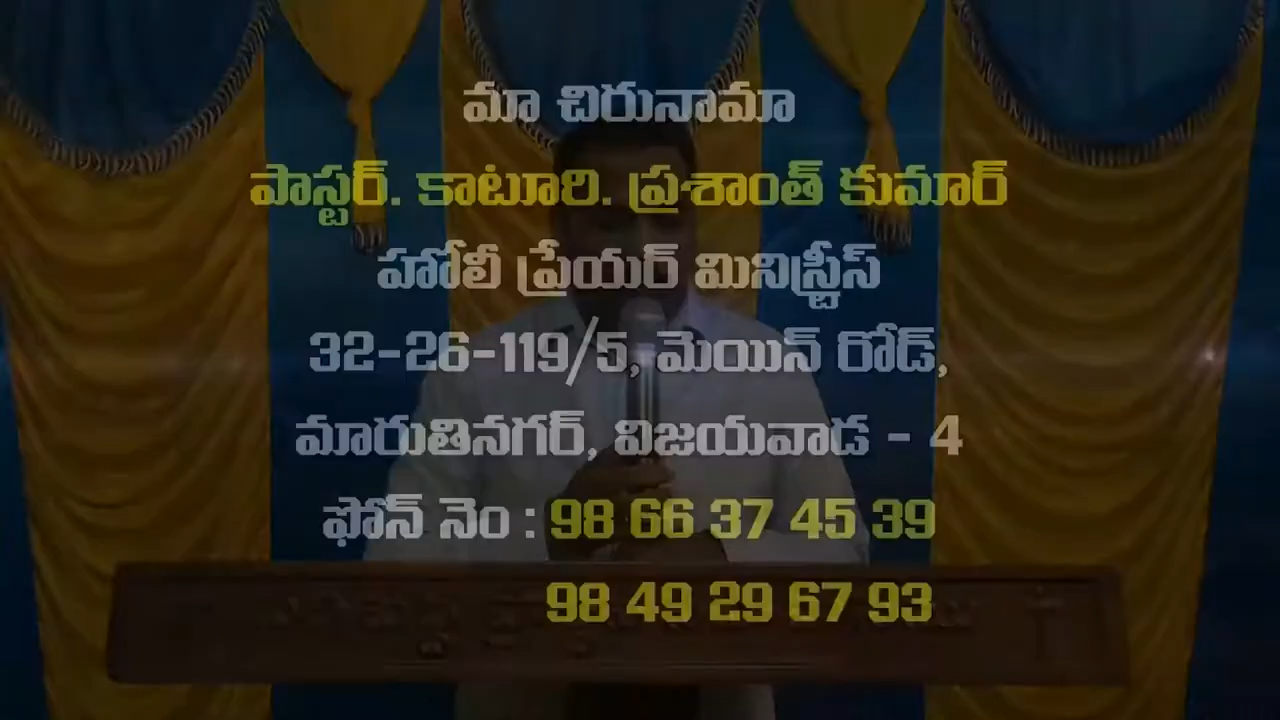 మా చిరునామా
పాస్టర్. కాటూరి. ప్రశాంత్ కుమార్
హోలీ ప్రేయర్ మినిస్ట్రీస్
32-26-119/5, మెయిన్ రోడ్,
మారుతినగర్, విజయవాడ - 4
ఫోన్ నెం : 98 66 37 45 39
98 49 29 67 93